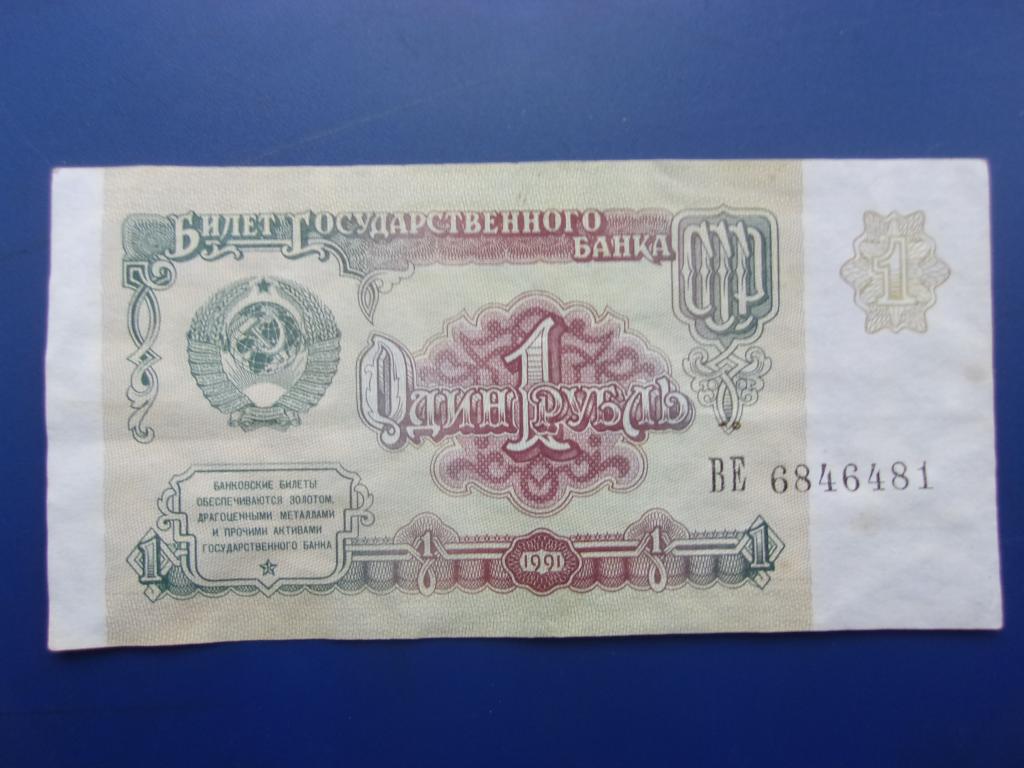 Билет Государственного
Банка
СССР
1
Один 1 рубль
ВЕ 6846481
БАНКОВСКИЕ БИЛЕТЫ
ОБЕСПЕЧИВАЮТСЯ ЗОЛОТОМ,
ДРАГОЦЕННЫМИ МЕТАЛЛАМИ
И ПРОЧИМИ АКТИВАМИ
ГОСУДАРСТВЕННОГО БАНКА
1 1 1991 1 1